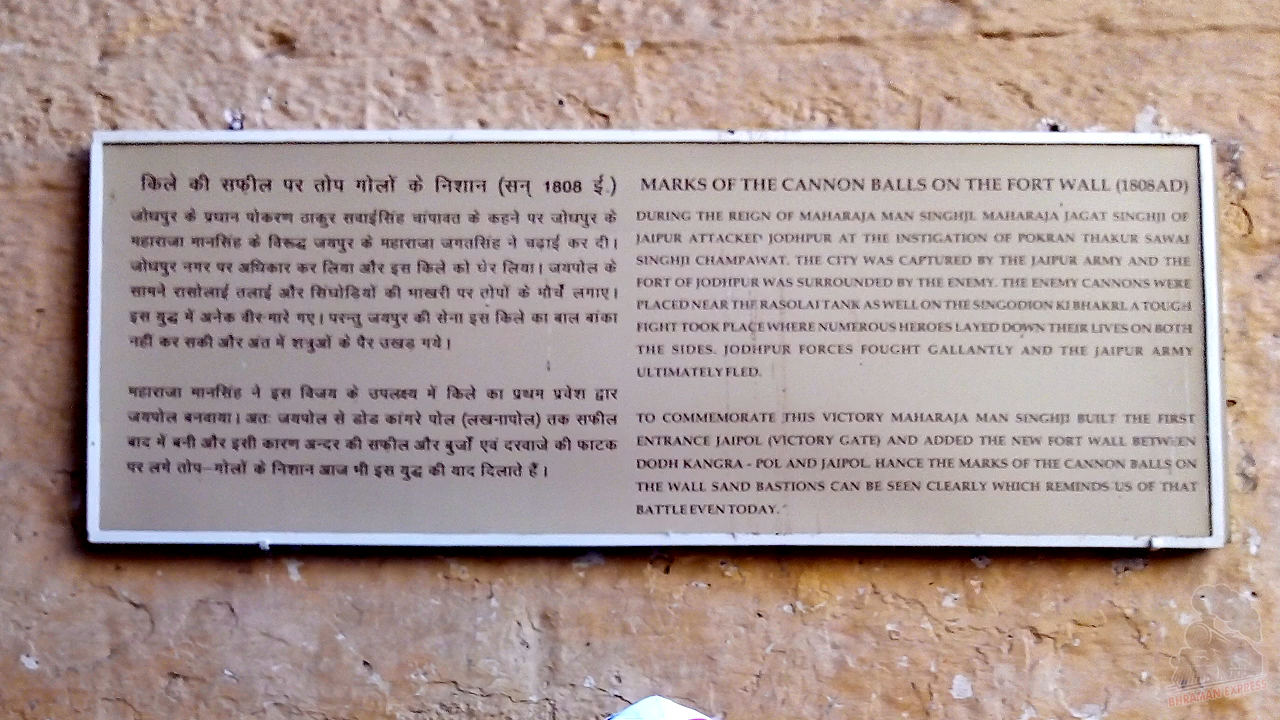 किले की सफ़ील पर तोप गोलों के निशान (सन् 1808 ई.)
जोधपुर के प्रधान पोकरण ठाकुर सवाईसिंह चांपावत के कहने पर जोधपुर के
महाराजा मानसिंह के विरूद्ध जयपुर के महाराजा जगतसिंह ने चढ़ाई कर दी।
जोधपुर नगर पर अधिकार कर लिया और इस किले को घेर लिया। जयपोल के
सामने रासोलाई तलाई और सिंघोड़ियों की भाखरी पर तोपों के मोर्चे लगाए।
इस युद्ध में अनेक वीर मारे गए। परन्तु जयपुर की सेना इस किले का बाल बांका
नहीं कर सकी और अंत में शत्रुओं के पैर उखड़ गये।
महाराजा मानसिंह ने इस विजय के उपलक्ष्य में किले का प्रथम प्रवेश द्वार
जयपोल बनवाया। अतः जयपोल से डोड कांगरे पोल (लखनापोल) तक सफील
बाद में बनी और इसी कारण अन्दर की सफील और बुर्जों एवं दरवाजे की फाटक
पर लगे तोप–गोलों के निशान आज भी इस युद्ध की याद दिलाते हैं।
MARKS OF THE CANNON BALLS ON THE FORT WALL (1808AD)
DURING THE REIGN OF MAHARAJA MAN SINGHJI, MAHARAJA JAGAT SINGHJI OF
JAIPUR ATTACKED JODHPUR AT THE INSTIGATION OF POKRAN THAKUR SAWAI
SINGHJI CHAMPAWAT. THE CITY WAS CAPTURED BY THE JAIPUR ARMY AND THE
FORT OF JODHPUR WAS SURROUNDED BY THE ENEMY. THE ENEMY CANNONS WERE
PLACED NEAR THE RASOLAI TANK AS WELL ON THE SINGODION KI BHAKRI. A TOUGH
FIGHT TOOK PLACE WHERE NUMEROUS HEROES LAYED DOWN THEIR LIVES ON BOTH
THE SIDES. JODHPUR FORCES FOUGHT GALLANTLY AND THE JAIPUR ARMY
ULTIMATELY FLED.
TO COMMEMORATE THIS VICTORY MAHARAJA MAN SINGHJI BUILT THE FIRST
ENTRANCE JAIPOL (VICTORY GATE) AND ADDED THE NEW FORT WALL BETWEEN
DODH KANGRA - POL AND JAIPOL. HANCE THE MARKS OF THE CANNON BALLS ON
THE WALL SAND BASTIONS CAN BE SEEN CLEARLY WHICH REMINDS US OF THAT
BATTLE EVEN TODAY.
BHRAMANIEXPRESS